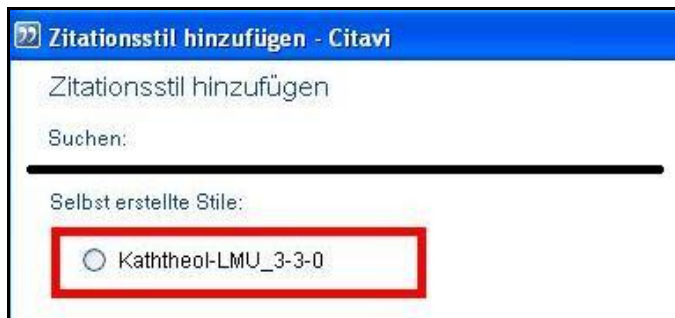 Zitationsstil hinzufügen - Citavi
Zitationsstil hinzufügen
Suchen:
Selbst erstellte Stile:
Kaththeol-LMU_3-3-0